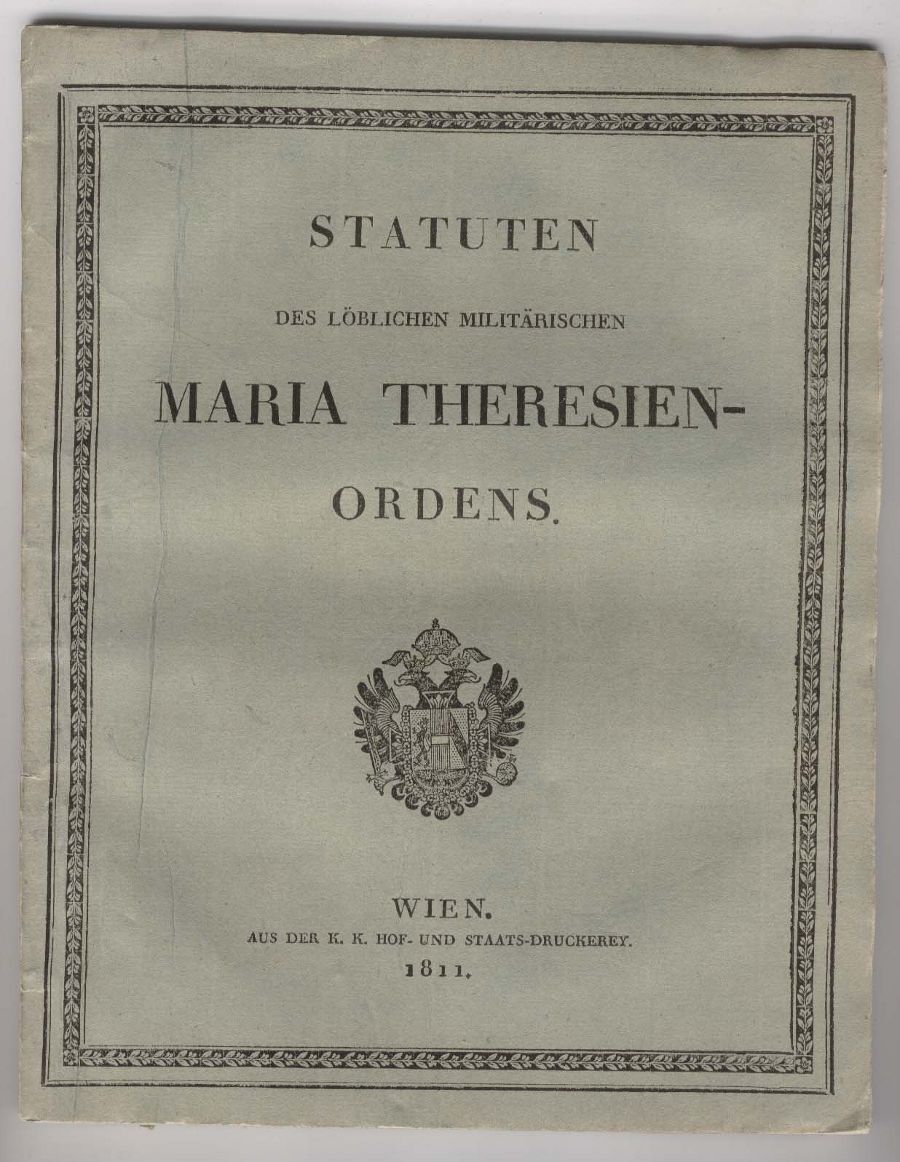 STATUTEN
DES LÖBLICHEN MILITÄRISCHEN
MARIA THERESIEN-
ORDENS.
WIEN.
AUS DER K. K. HOF- UND STAATS-DRUCKEREY.
1811.